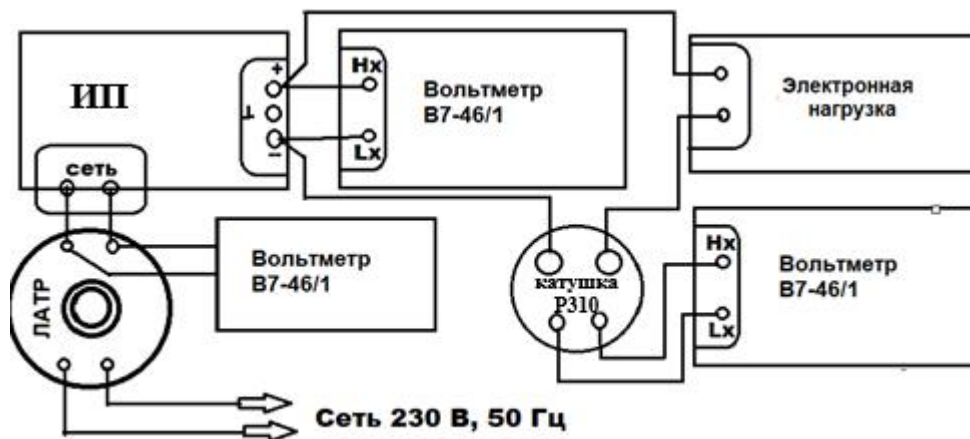 ИП
+
⊥
−
сеть
Hx
Lx
Вольтметр
В7-46/1
Электронная
нагрузка
Вольтметр
В7-46/1
ЛАТР
катушка
Р310
Hx
Lx
Вольтметр
В7-46/1
Сеть 230 В, 50 Гц